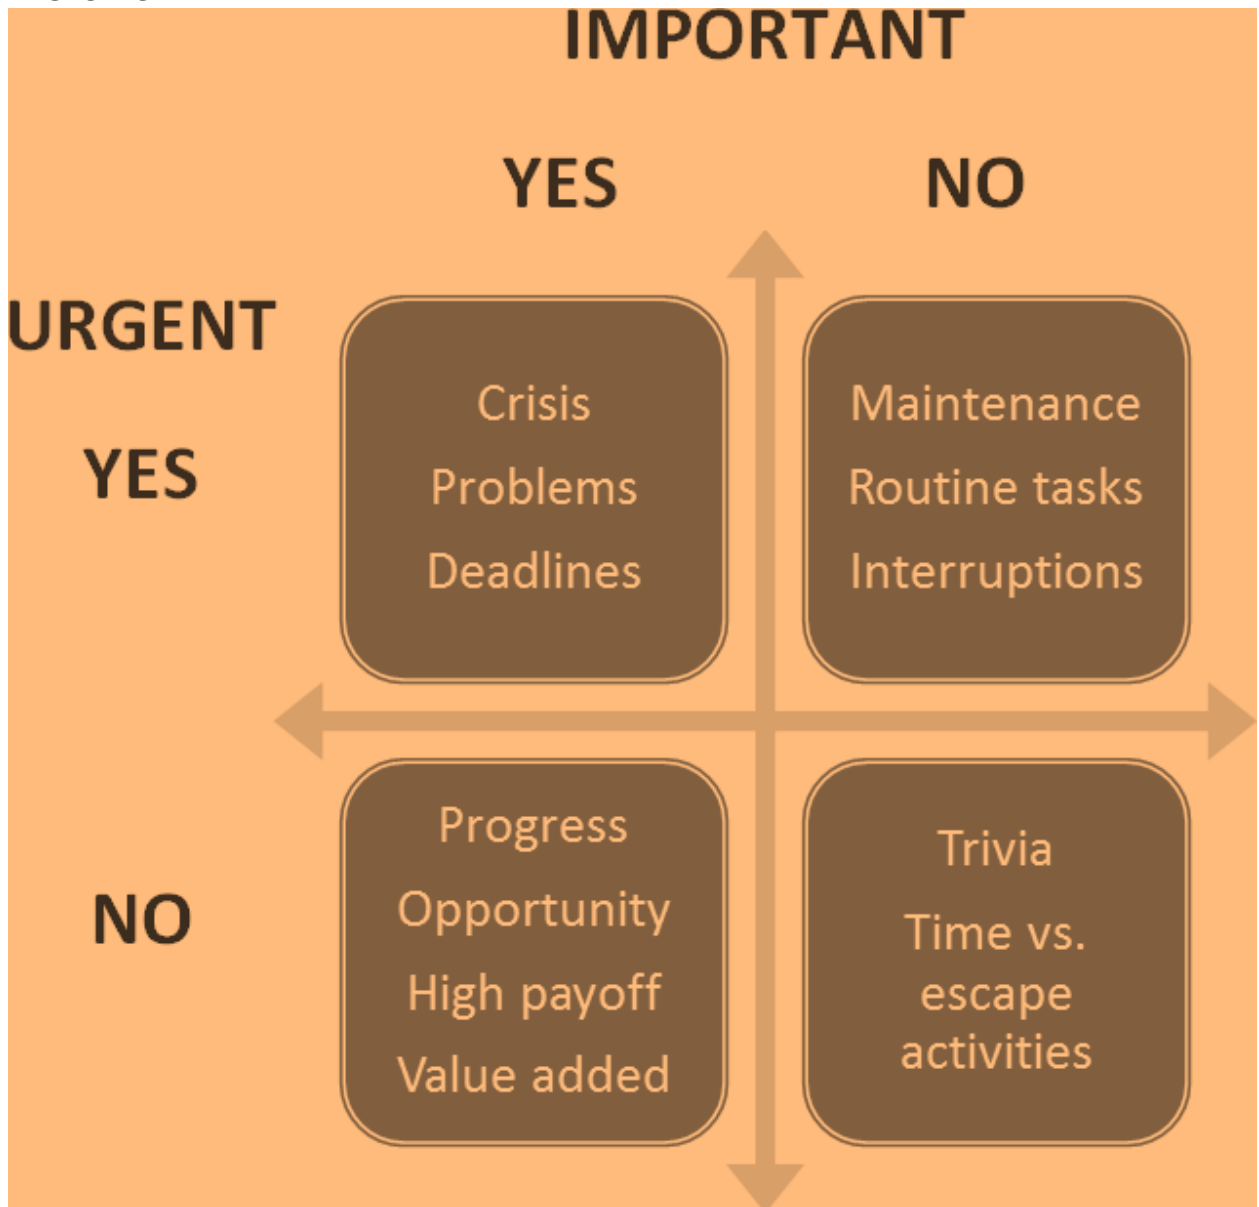 IMPORTANT
YES
NO
URGENT
YES
Crisis
Problems
Deadlines
Maintenance
Routine tasks
Interruptions
NO
Progress
Opportunity
High payoff
Value added
Trivia
Time vs.
escape
activities